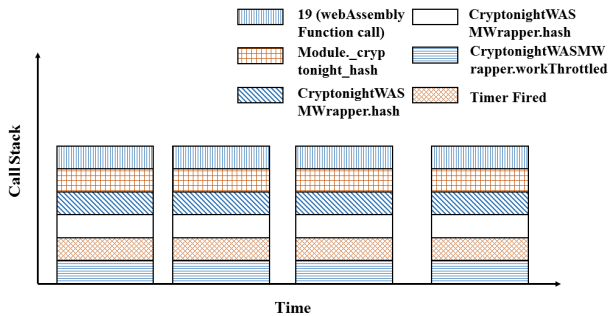 19 (webAssembly
Function call)
CryptonightWAS
MWrapper.hash
Module._cryp
tonight_hash
CryptonightWASMW
rapper.workThrottled
CryptonightWAS
MWrapper.hash
Timer Fired
Call Stack
Time